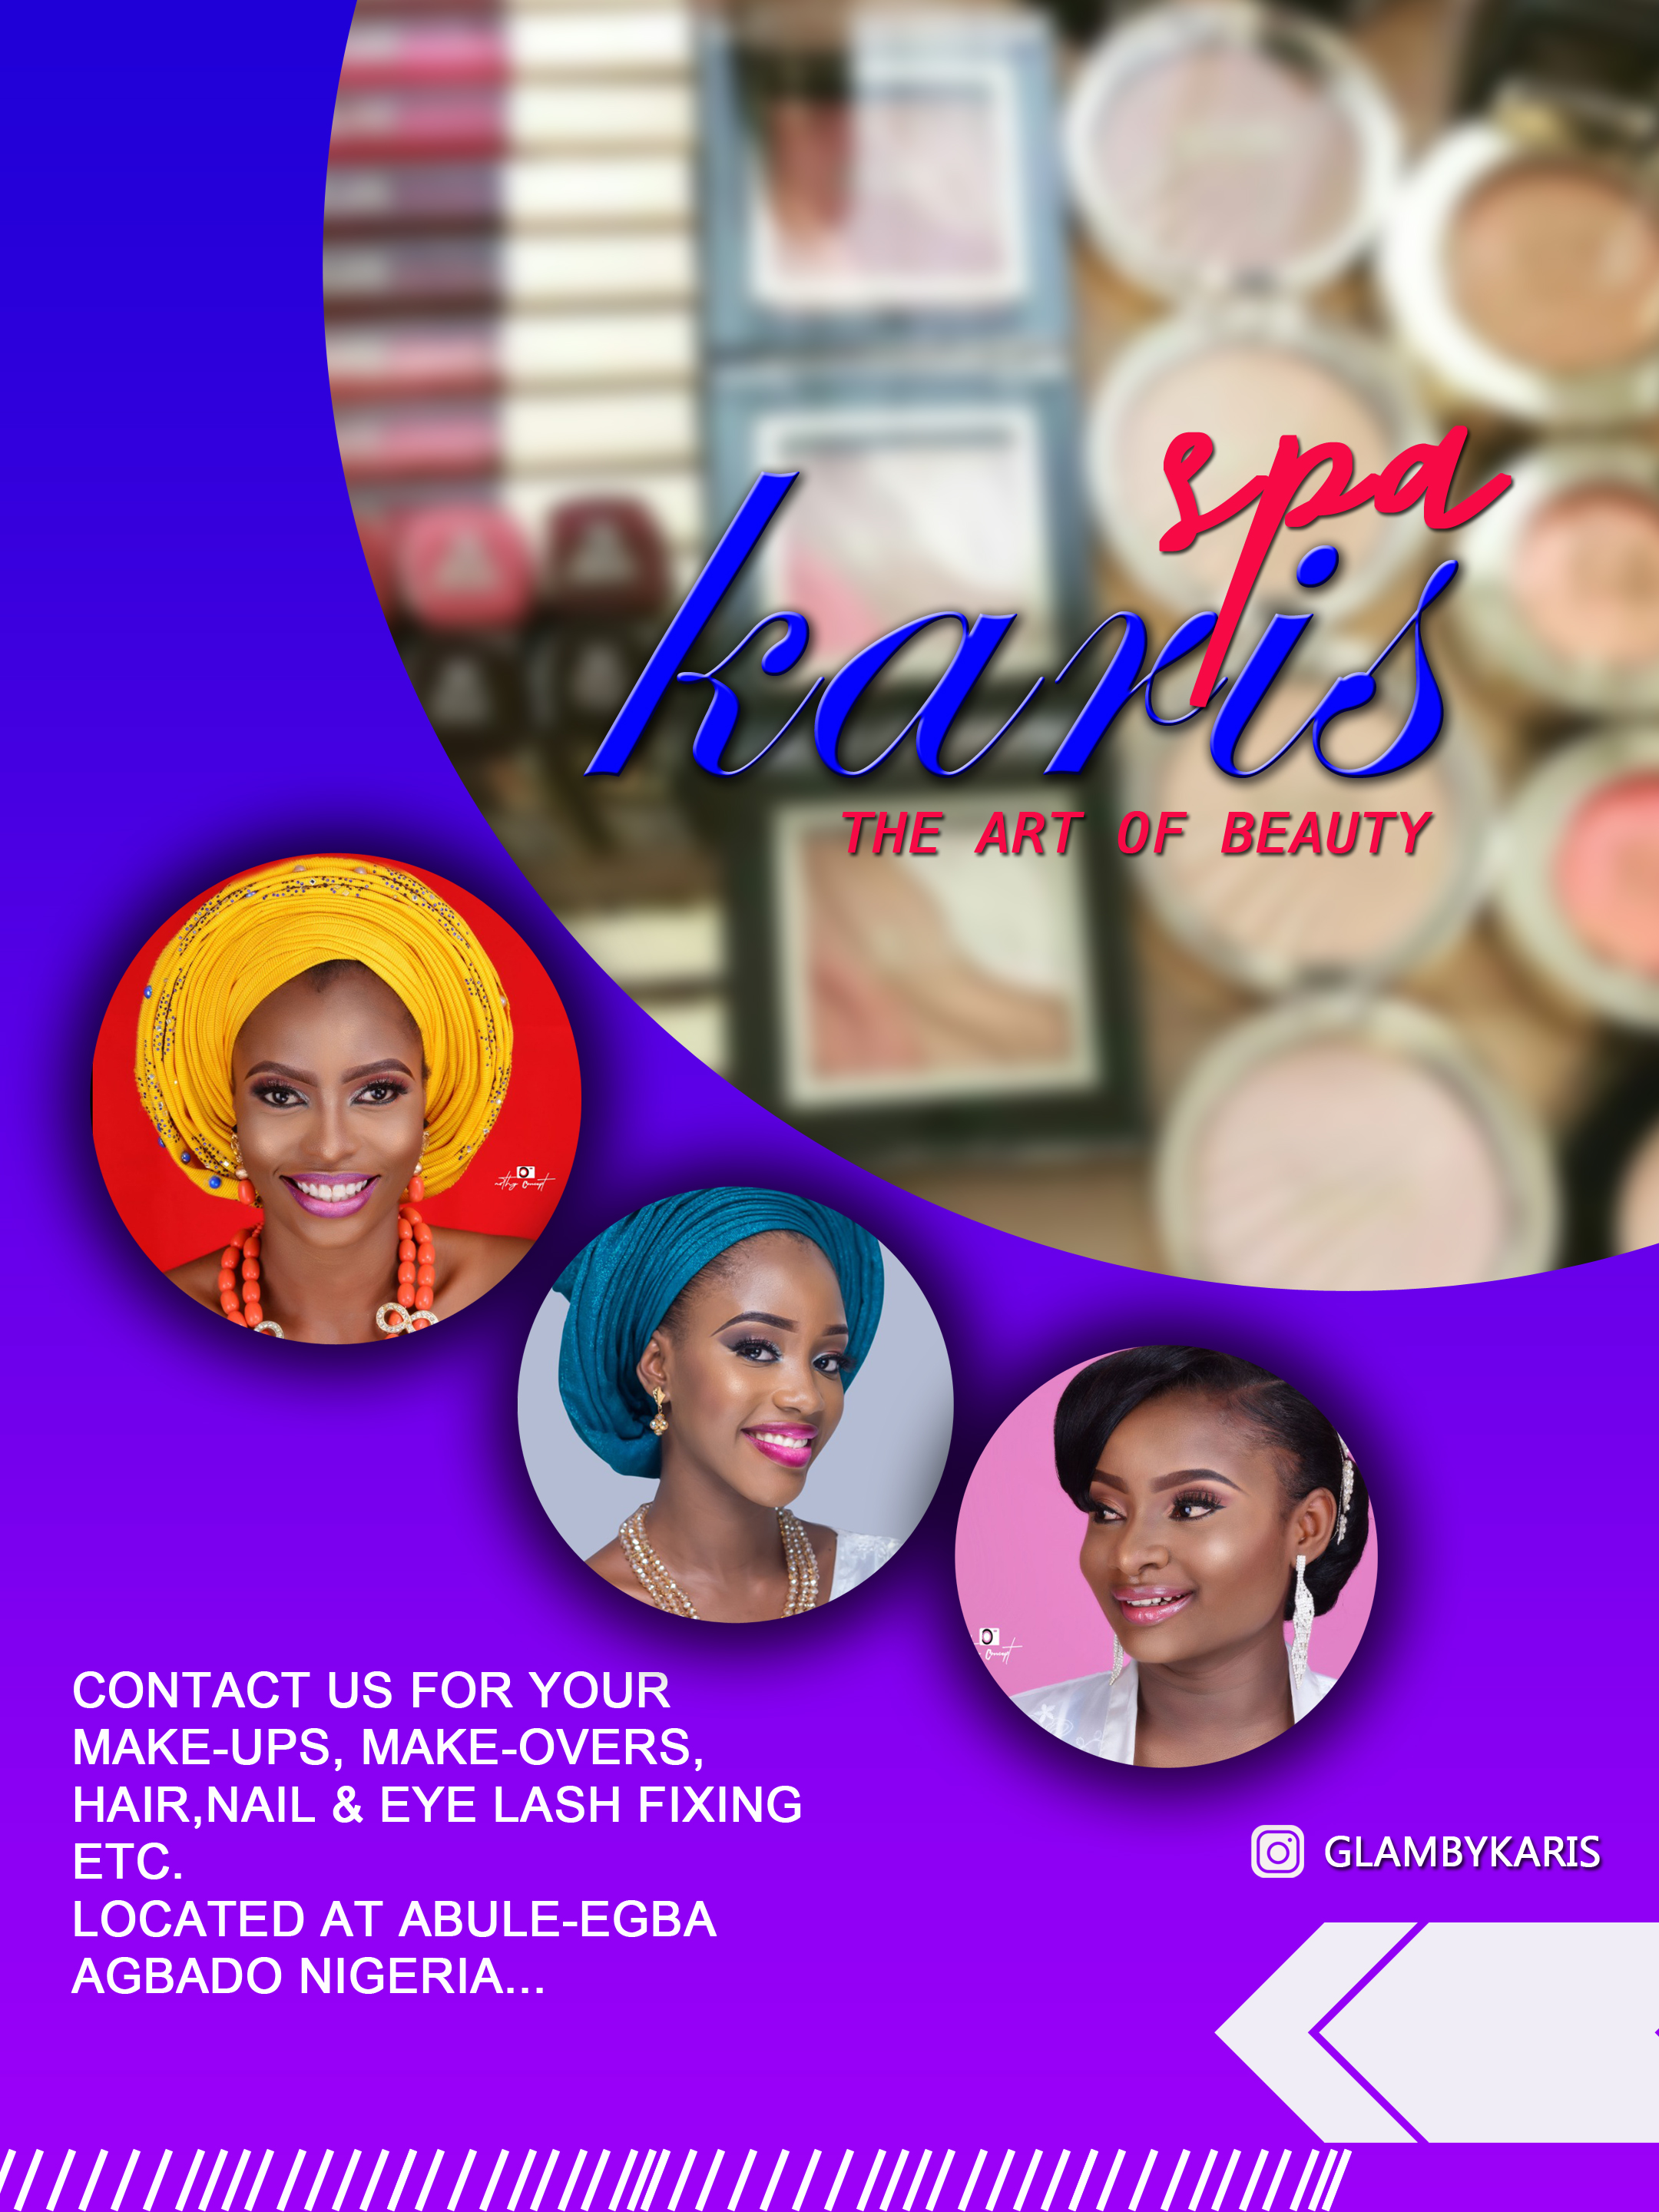 spa
karis
THE ART OF BEAUTY
CONTACT US FOR YOUR
MAKE-UPS, MAKE-OVERS,
HAIR,NAIL & EYE LASH FIXING
ETC.
LOCATED AT ABULE-EGBA
AGBADO NIGERIA...
GLAMBYKARIS